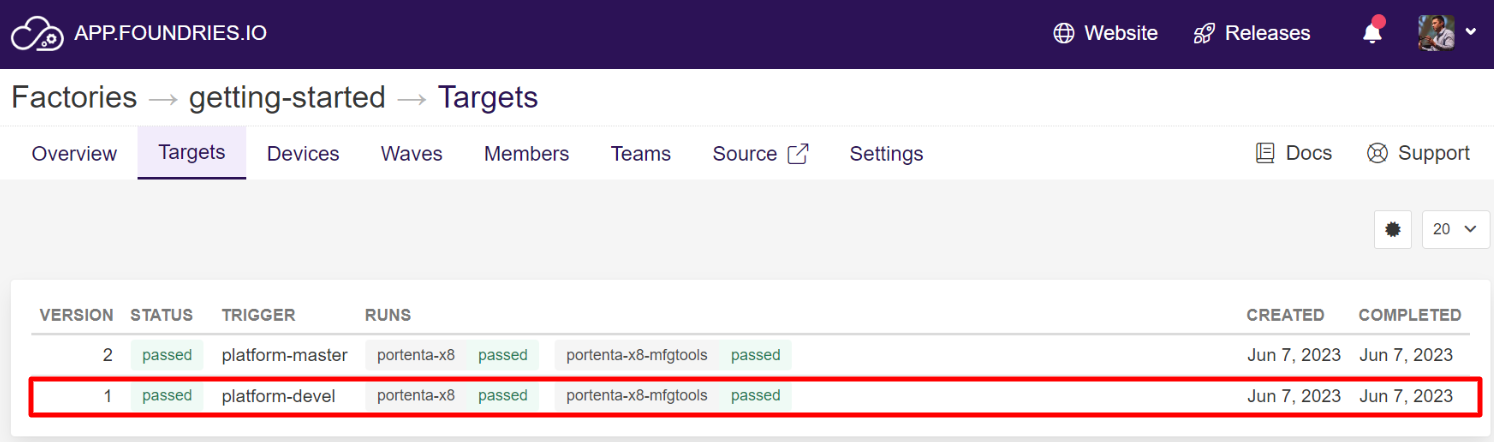 APP.FOUNDRIES.IO Website Releases
Factories → getting-started → Targets
Overview Targets Devices Waves Members Teams Source Settings Docs Support
20
VERSION STATUS TRIGGER RUNS CREATED COMPLETED
2 passed platform-master portenta-x8 passed portenta-x8-mfgtools passed Jun 7, 2023 Jun 7, 2023
1 passed platform-devel portenta-x8 passed portenta-x8-mfgtools passed Jun 7, 2023 Jun 7, 2023